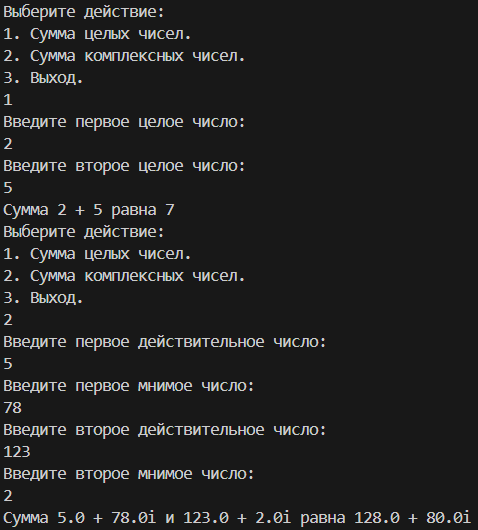 Выберите действие:
1. Сумма целых чисел.
2. Сумма комплексных чисел.
3. Выход.
1
Введите первое целое число:
2
Введите второе целое число:
5
Сумма 2 + 5 равна 7
Выберите действие:
1. Сумма целых чисел.
2. Сумма комплексных чисел.
3. Выход.
2
Введите первое действительное число:
5
Введите первое мнимое число:
78
Введите второе действительное число:
123
Введите второе мнимое число:
2
Сумма 5.0 + 78.0i и 123.0 + 2.0i равна 128.0 + 80.0i